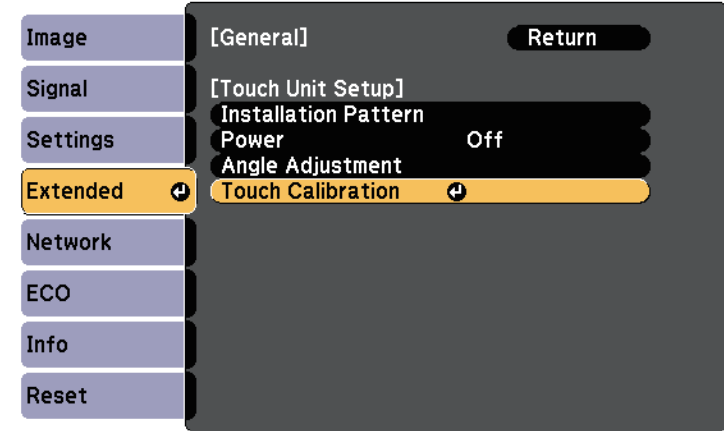 Image
Signal
Settings
Extended
Network
ECO
Info
Reset
[General]
Return
[Touch Unit Setup]
Installation Pattern
Power Off
Angle Adjustment
Touch Calibration